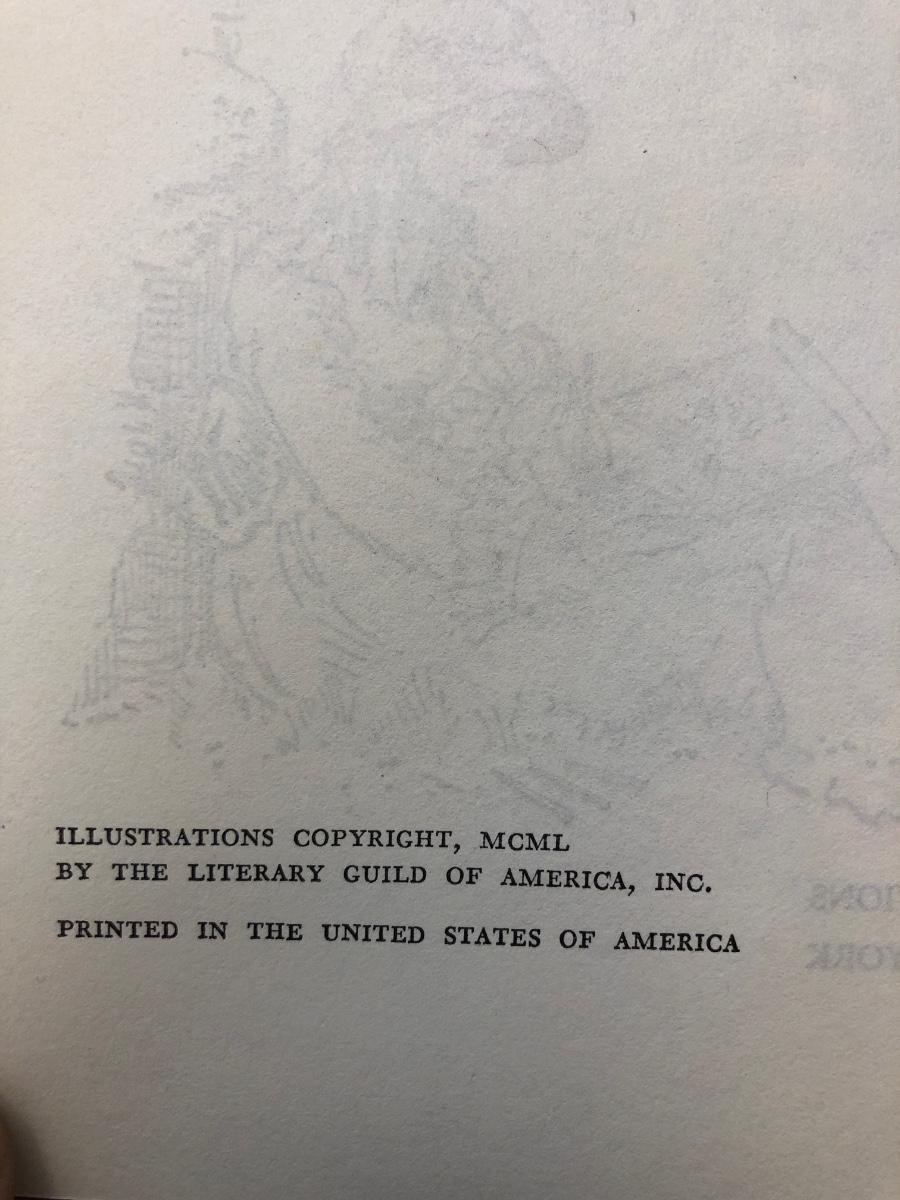 ILLUSTRATIONS COPYRIGHT, MCML
BY THE LITERARY GUILD OF AMERICA, INC.
PRINTED IN THE UNITED STATES OF AMERICA